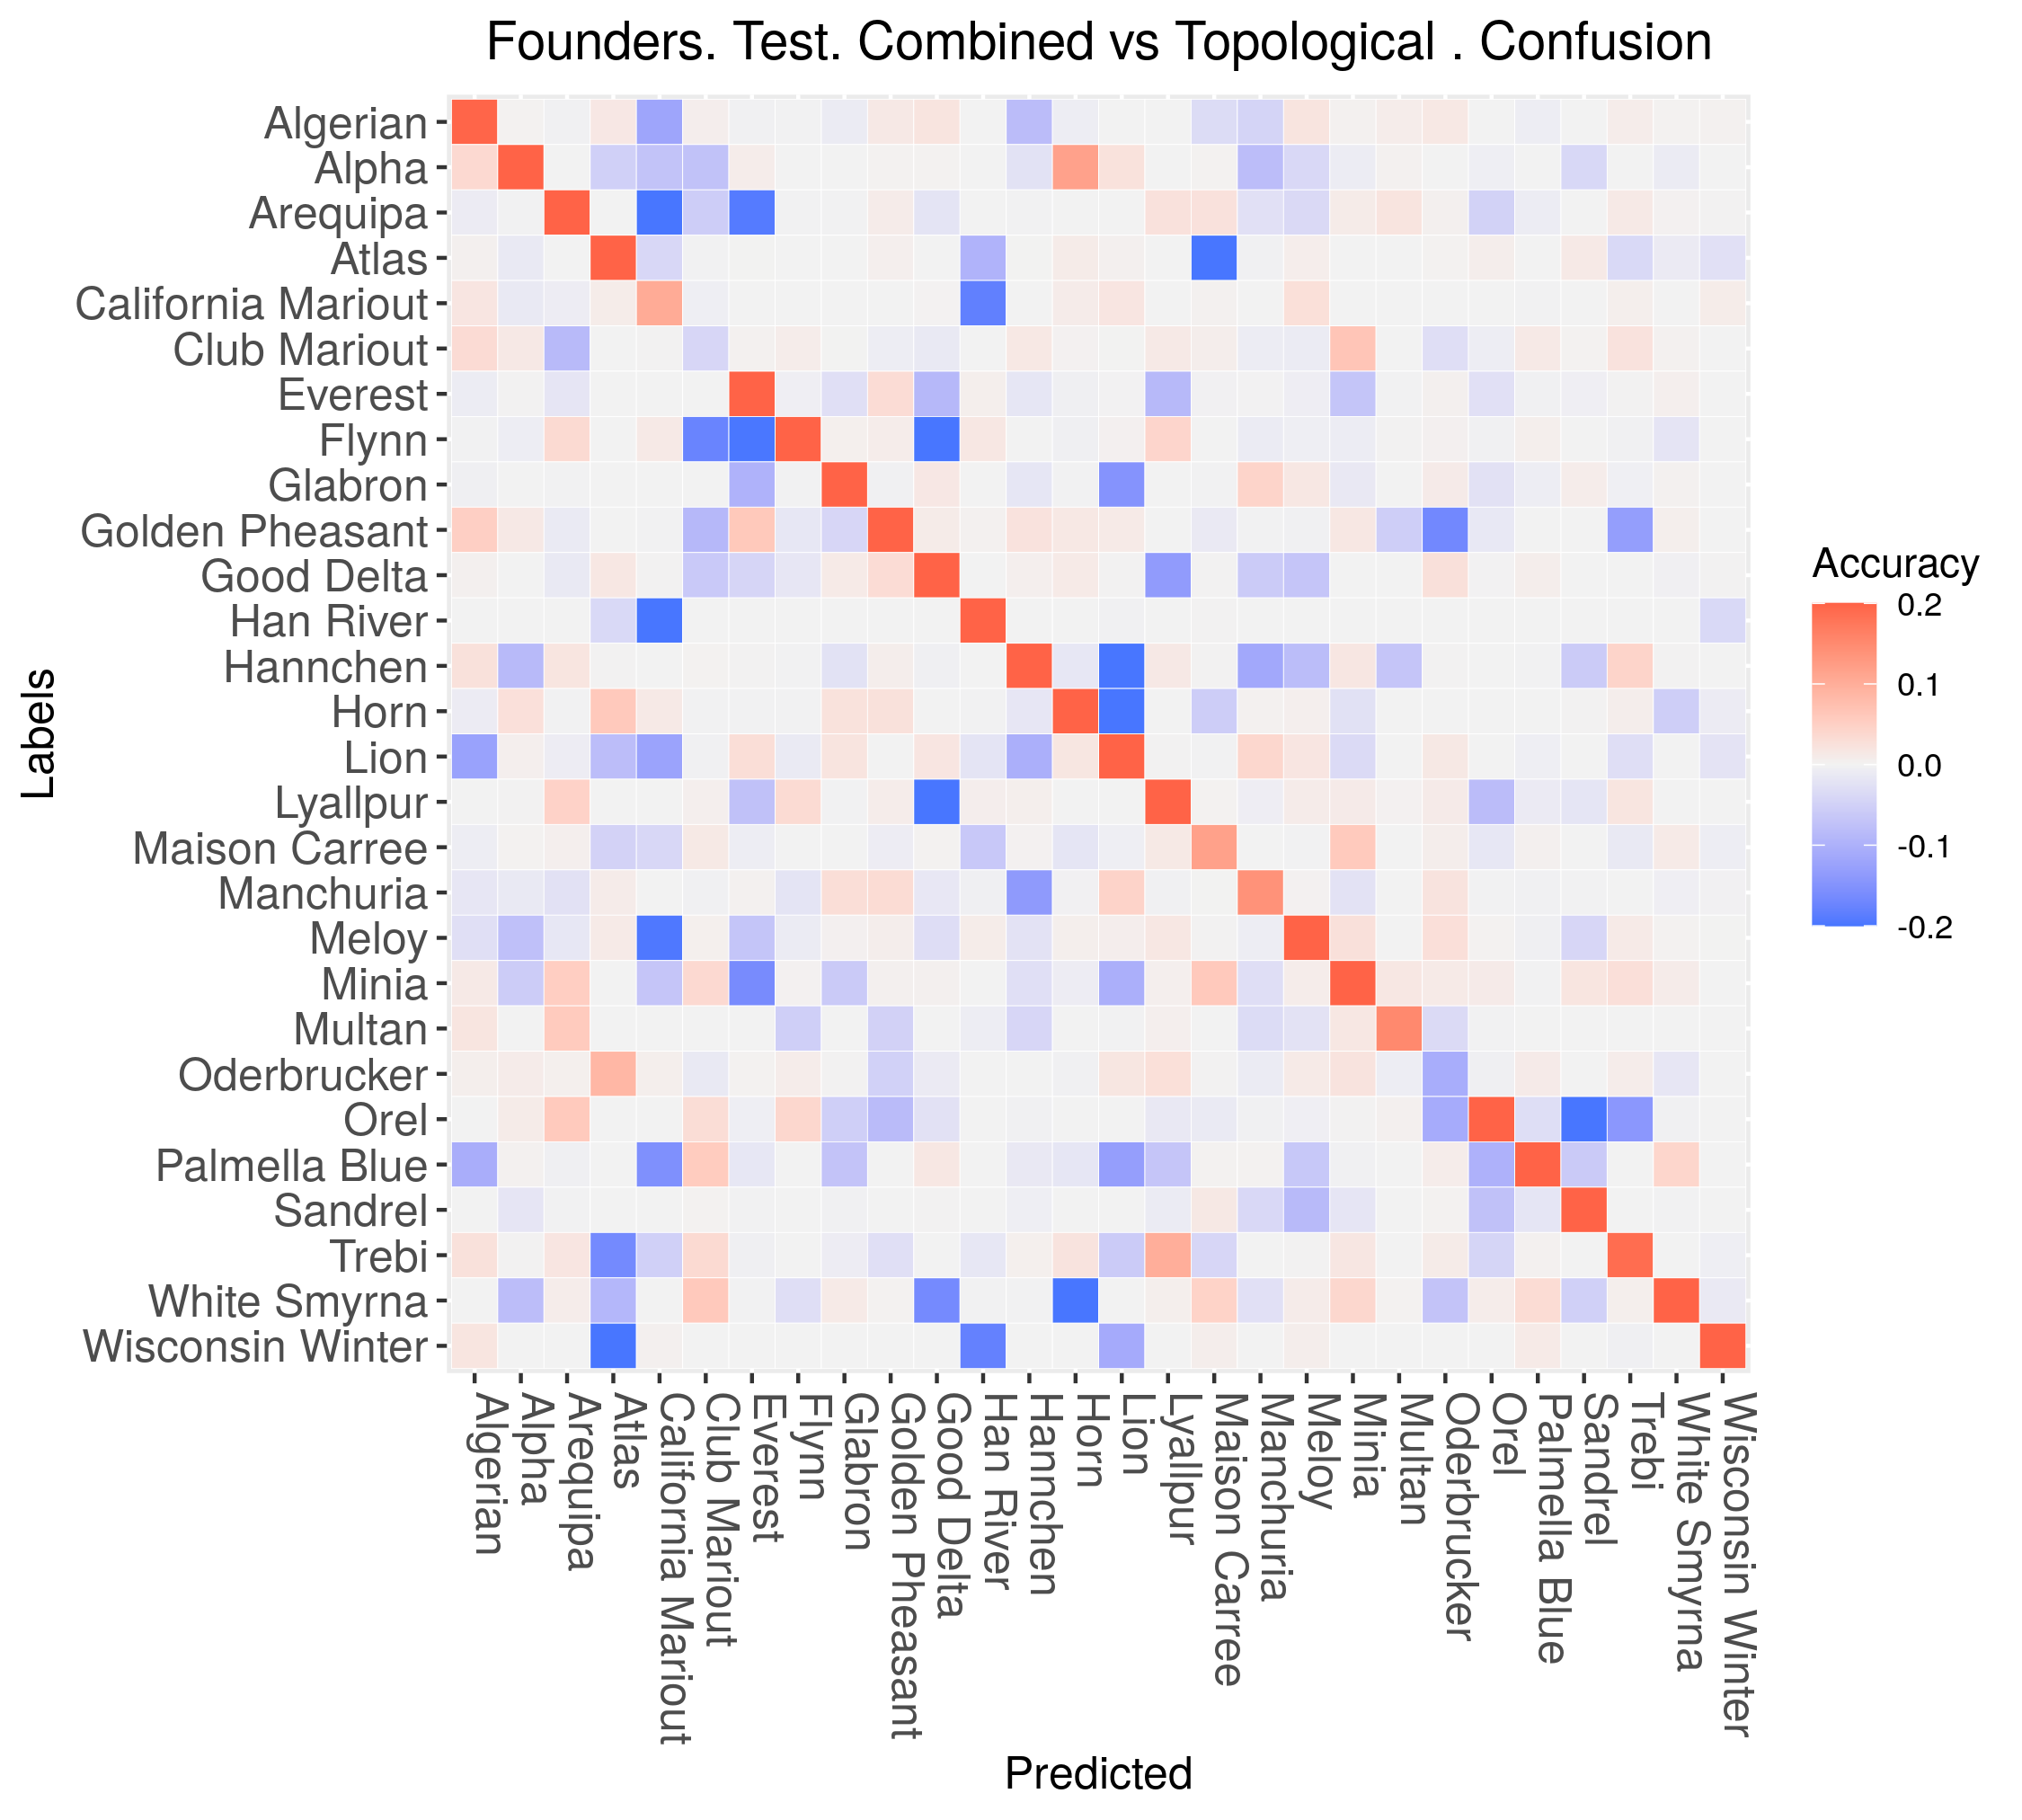 Founders. Test. Combined vs Topological . Confusion
Labels
Algerian
Alpha
Arequipa
Atlas
California Mariout
Club Mariout
Everest
Flynn
Glabron
Golden Pheasant
Good Delta
Han River
Hannchen
Horn
Lion
Lyallpur
Maison Carree
Manchuria
Meloy
Minia
Multan
Oderbrucker
Orel
Palmella Blue
Sandrel
Trebi
White Smyrna
Wisconsin Winter
Algerian
Alpha
Arequipa
Atlas
California Mariout
Club Mariout
Everest
Flynn
Glabron
Golden Pheasant
Good Delta
Han River
Hannchen
Horn
Lion
Lyallpur
Maison Carree
Manchuria
Meloy
Minia
Multan
Oderbrucker
Orel
Palmella Blue
Sandrel
Trebi
White Smyrna
Wisconsin Winter
Predicted
Accuracy
0.2
0.1
0.0
-0.1
-0.2